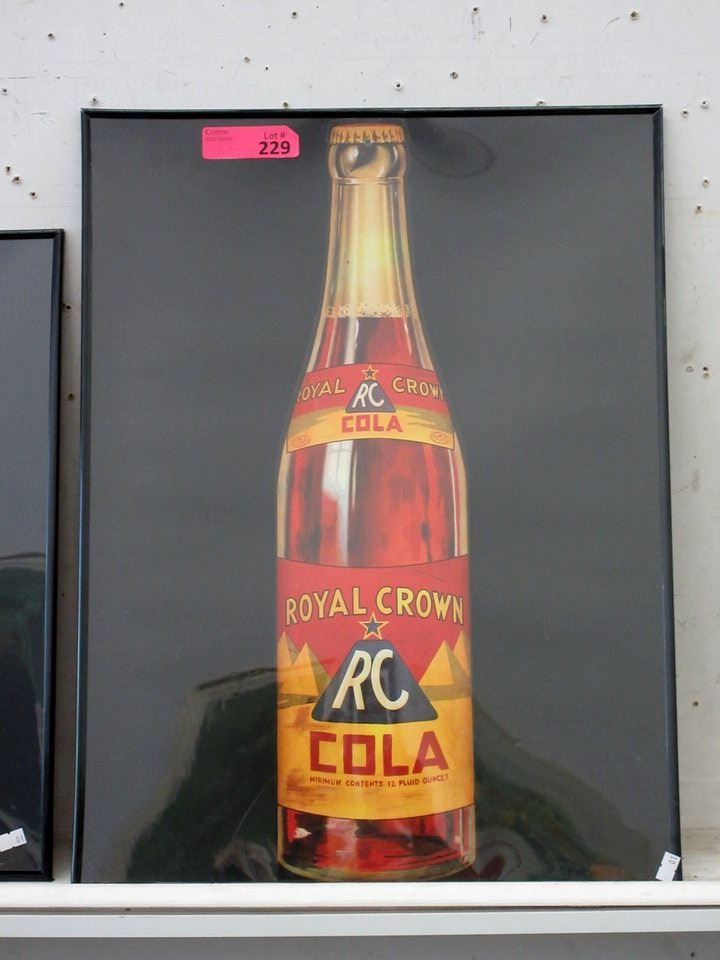 Lot #
229
ROYAL CROWN
RC
COLA
ROYAL CROWN
RC
COLA
MINIMUM CONTENTS 12 FLUID OUNCES